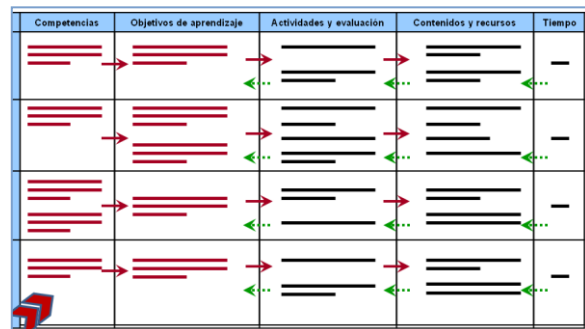 Competencias
Objetivos de aprendizaje
Actividades y evaluación
Contenidos y recursos
Tiempo